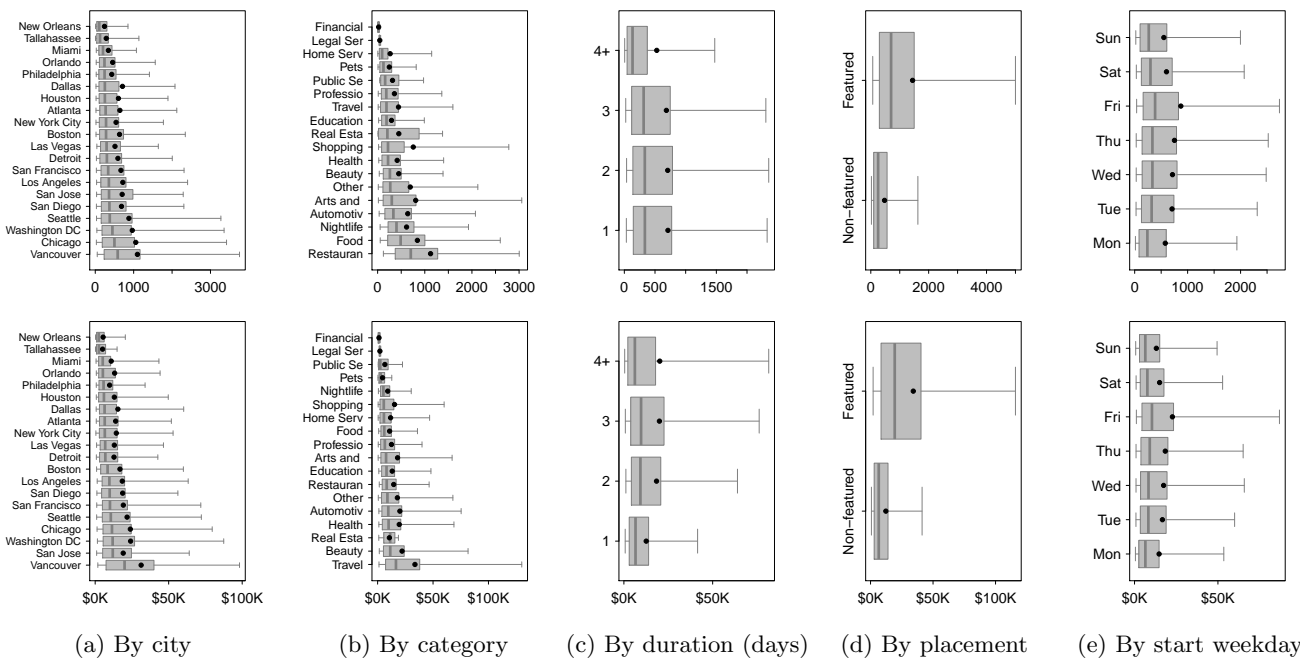 New Orleans
Tallahassee
Miami
Orlando
Philadelphia
Dallas
Houston
Atlanta
New York City
Boston
Las Vegas
Detroit
San Francisco
Los Angeles
San Jose
San Diego
Seattle
Washington DC
Chicago
Vancouver
0 1000 3000
Financial
Legal Ser
Home Serv
Pets
Public Se
Professio
Travel
Education
Real Esta
Shopping
Health
Beauty
Other
Arts and
Automotiv
Nightlife
Food
Restauran
0 1000 2000 3000
4+
3
2
1
0 500 1500
Featured
Non-featured
0 2000 4000
Sun
Sat
Fri
Thu
Wed
Tue
Mon
0 1000 2000
New Orleans
Tallahassee
Miami
Orlando
Philadelphia
Houston
Dallas
Atlanta
New York City
Las Vegas
Detroit
Boston
Los Angeles
San Diego
San Francisco
Seattle
Chicago
Washington DC
San Jose
Vancouver
$0K $50K $100K
Financial
Legal Ser
Public Se
Pets
Nightlife
Shopping
Home Serv
Food
Professio
Arts and
Education
Restauran
Other
Automotiv
Health
Real Esta
Beauty
Travel
$0K $50K $100K
4+
3
2
1
$0K $50K
Featured
Non-featured
$0K $50K $100K
Sun
Sat
Fri
Thu
Wed
Tue
Mon
$0K $50K
(a) By city
(b) By category
(c) By duration (days)
(d) By placement
(e) By start weekday